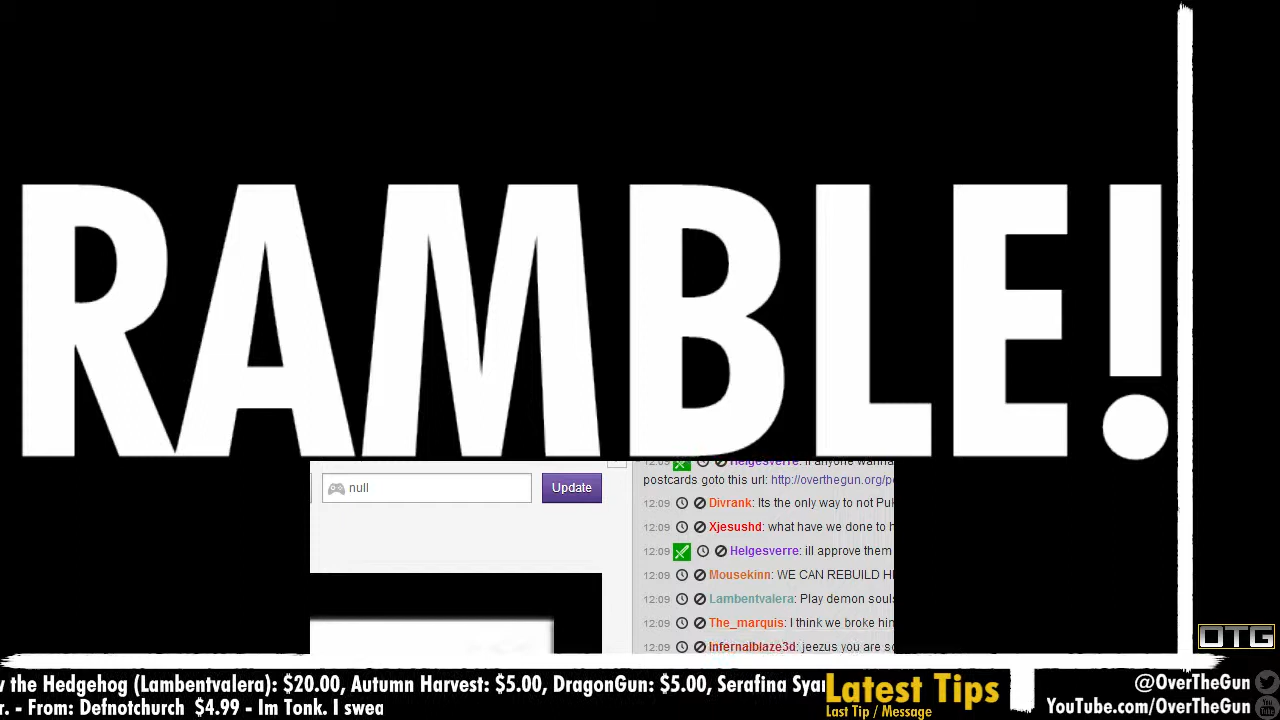 RAMBLE!
12:09 Helgesverre: if anyone wanna
null
Update
postcards goto this url: http://overthegun.org/p
12:09 Divrank: Its the only way to not Pu
12:09 Xjesushd: what have we done to h
12:09 Helgesverre: ill approve them
12:09 Mousekinn: WE CAN REBUILD H
12:09 Lambentvalera: Play demon soul
12:09 The_marquis: I think we broke hin
12:09 Infernalblaze3d: jeezus you are so
OTG
w the Hedgehog (Lambentvalera): $20.00, Autumn Harvest: $5.00, DragonGun: $5.00, Serafina Sya
r. - From: Defnotchurch $4.99 - Im Tonk. I swea
Latest Tips
Last Tip / Message
@OverTheGun
YouTube.com/OverTheGun